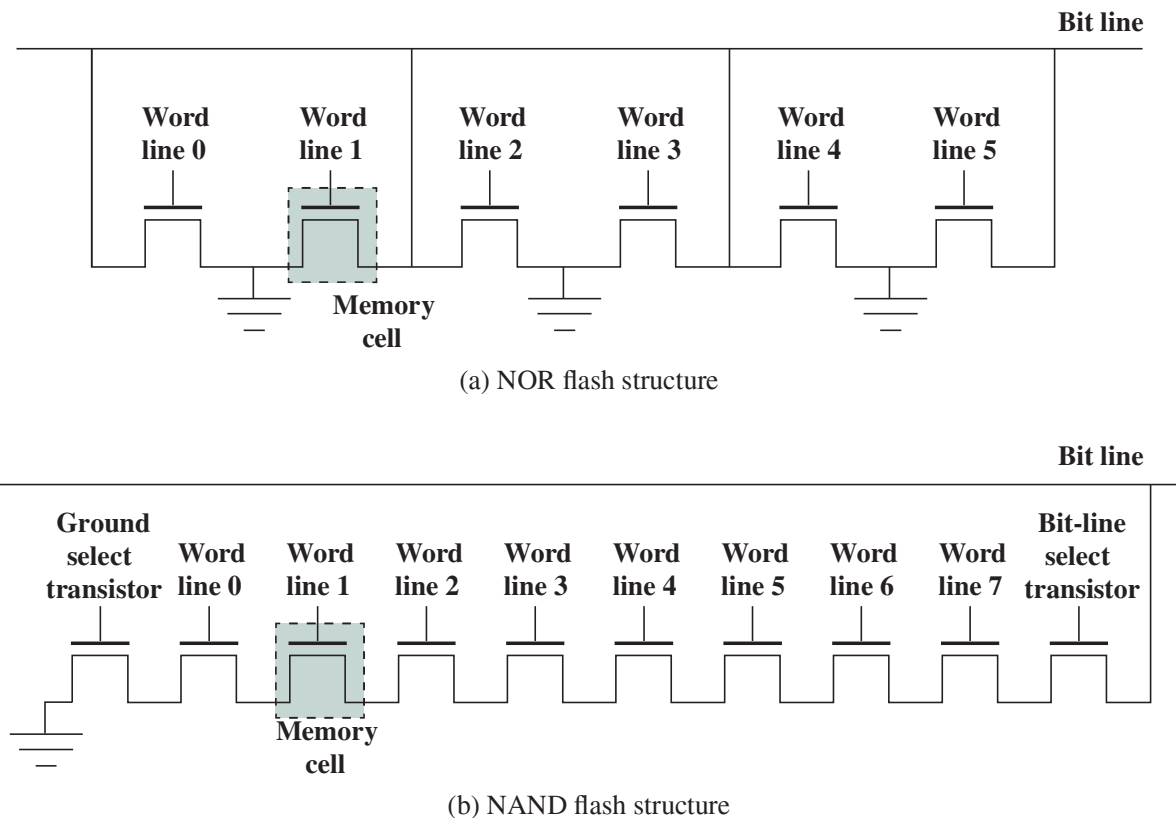 Bit line
Word
line 0
Word
line 1
Word
line 2
Word
line 3
Word
line 4
Word
line 5
Memory
cell
(a) NOR flash structure
Bit line
Ground
select
transistor
Word
line 0
Word
line 1
Word
line 2
Word
line 3
Word
line 4
Word
line 5
Word
line 6
Word
line 7
Bit-line
select
transistor
Memory
cell
(b) NAND flash structure